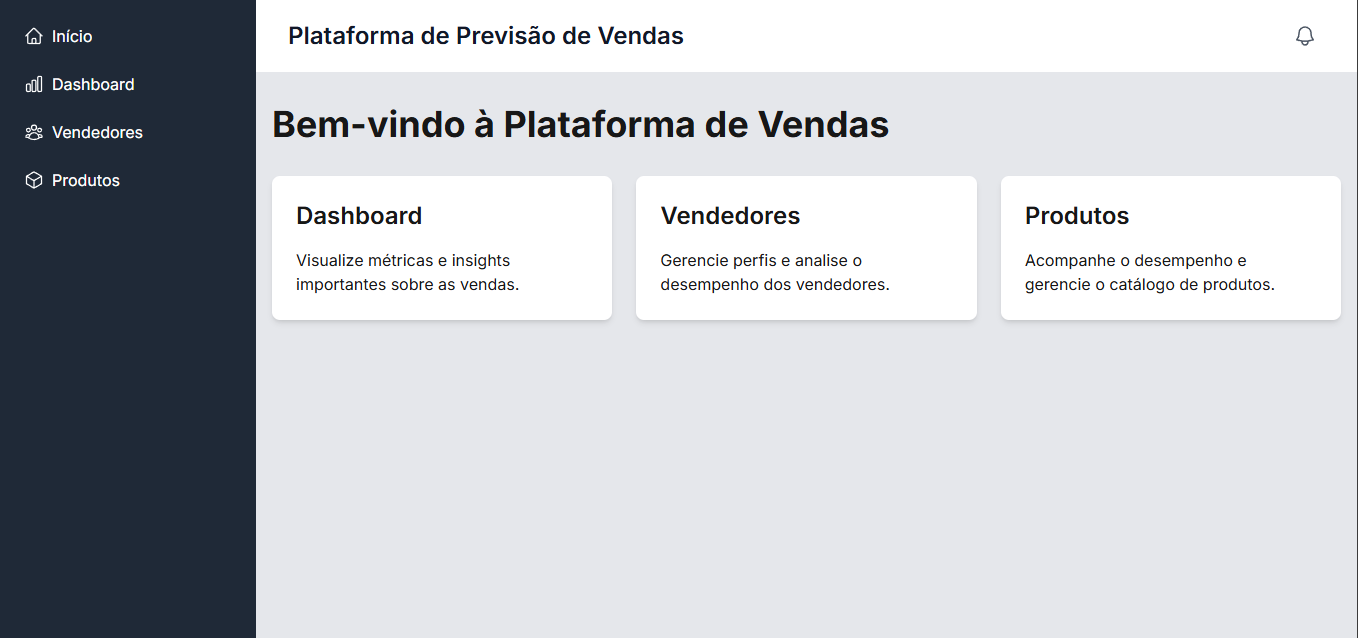 Início
Dashboard
Vendedores
Produtos
Plataforma de Previsão de Vendas
Bem-vindo à Plataforma de Vendas
Dashboard
Visualize métricas e insights
importantes sobre as vendas.
Vendedores
Gerencie perfis e analise o
desempenho dos vendedores.
Produtos
Acompanhe o desempenho e
gerencie o catálogo de produtos.